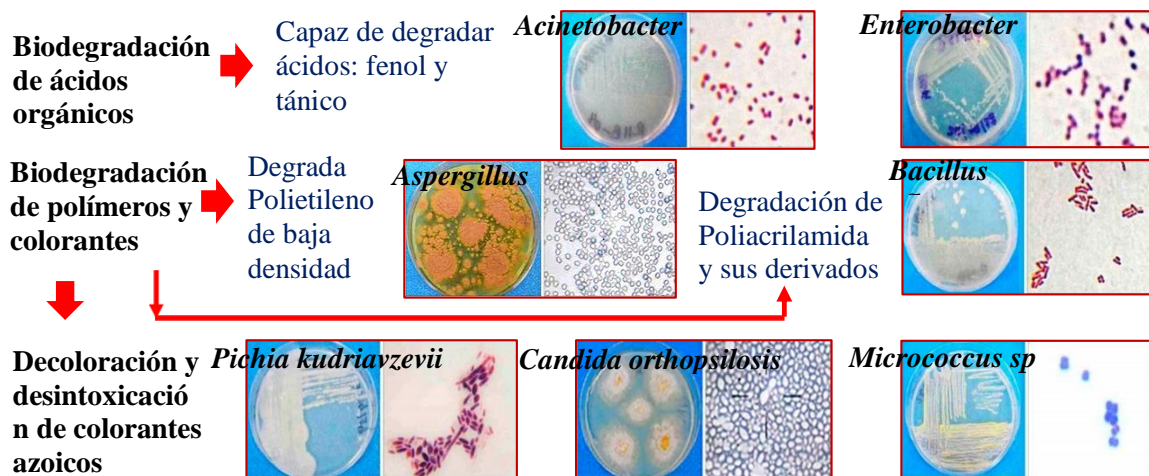 Biodegradación
de ácidos
orgánicos
Capaz de degradar
ácidos: fenol y
tánico
Acinetobacter
Enterobacter
Biodegradación
de polímeros y
colorantes
Degrada
Polietileno
de baja
densidad
Aspergillus
Degradación de
Poliacrilamida
y sus derivados
Bacillus
Decoloración y
desintoxicació
n de colorantes
azoicos
Pichia kudriavzevii
Candida orthopsilosis
Micrococcus sp